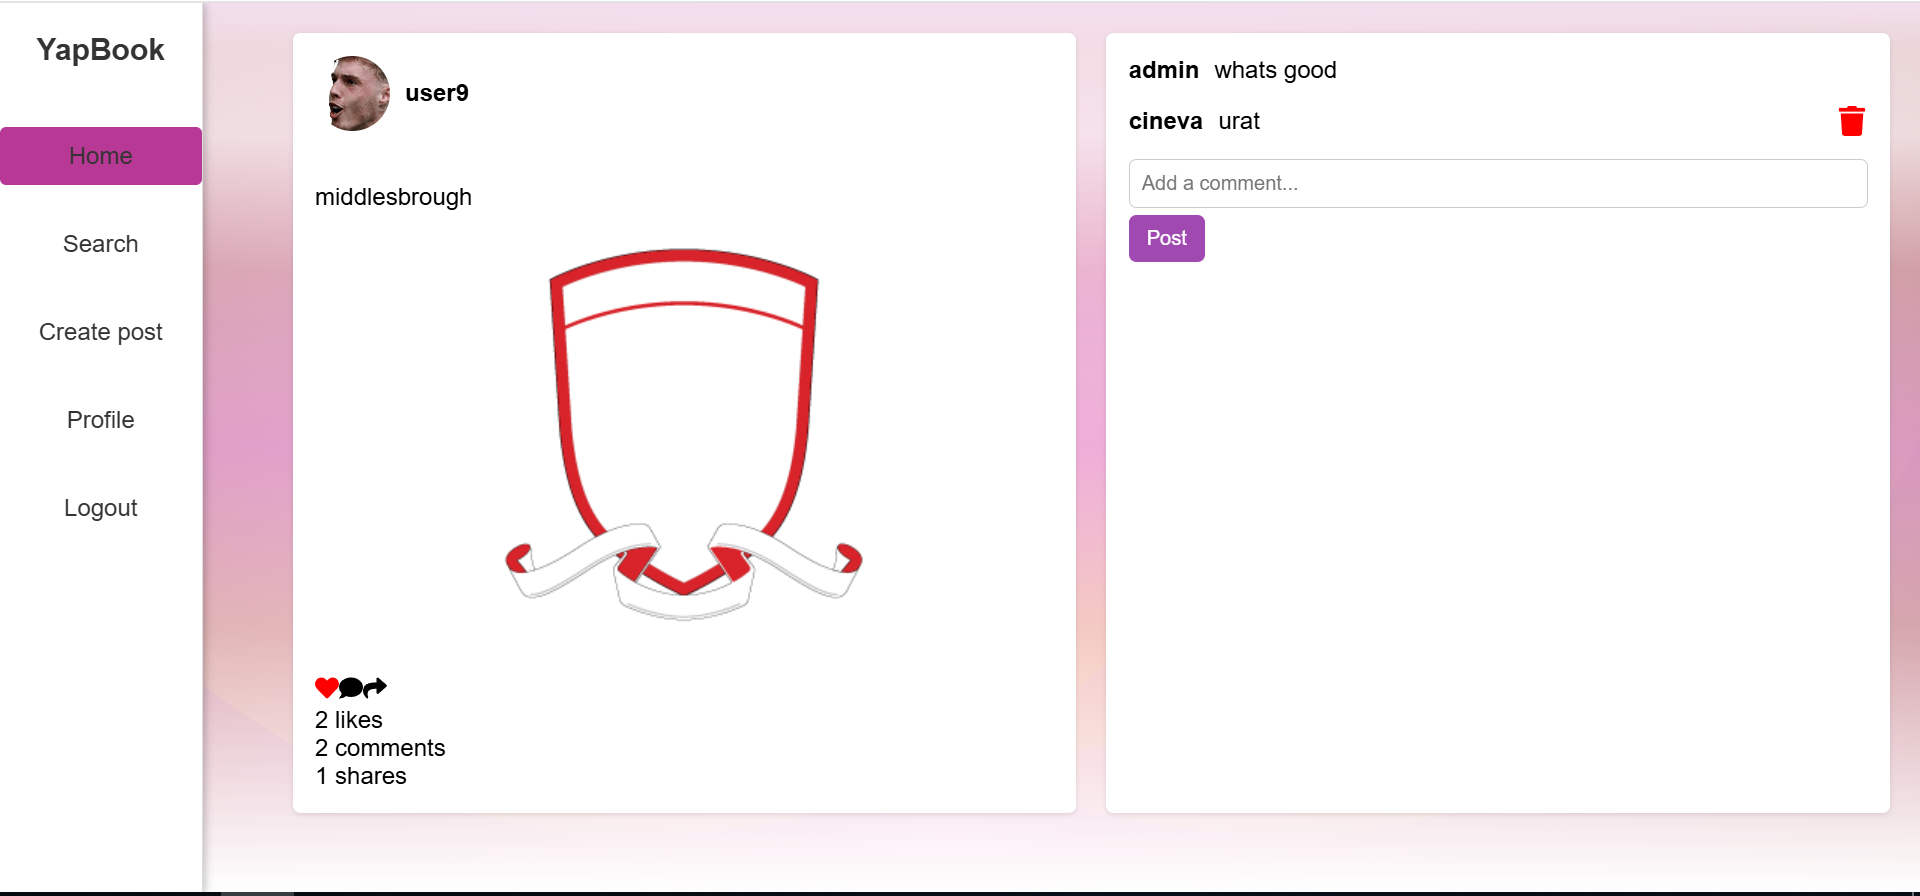 YapBook
Home
Search
Create post
Profile
Logout
user9
middlesbrough
2 likes
2 comments
1 shares
admin whats good
cineva urat
Add a comment...
Post